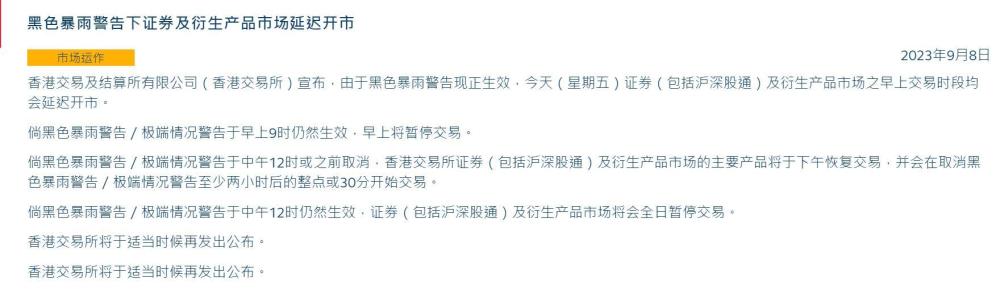 黑色暴雨警告下证券及衍生产品市场延迟开市
市场运作
2023年9月8日
香港交易及结算所有限公司（香港交易所）宣布，由于黑色暴雨警告现正生效，今天（星期五）证券（包括沪深股通）及衍生产品市场之早上交易时段均
会延迟开市。
倘黑色暴雨警告 / 极端情况警告于早上9时仍然生效，早上将暂停交易。
倘黑色暴雨警告 / 极端情况警告于中午12时或之前取消，香港交易所证券（包括沪深股通）及衍生产品市场的主要产品将于下午恢复交易，并会在取消黑
色暴雨警告 / 极端情况警告至少两小时后的整点或30分开始交易。
倘黑色暴雨警告 / 极端情况警告于中午12时仍然生效，证券（包括沪深股通）及衍生产品市场将会全日暂停交易。
香港交易所将于适当时候再发出公布。
香港交易所将于适当时候再发出公布。